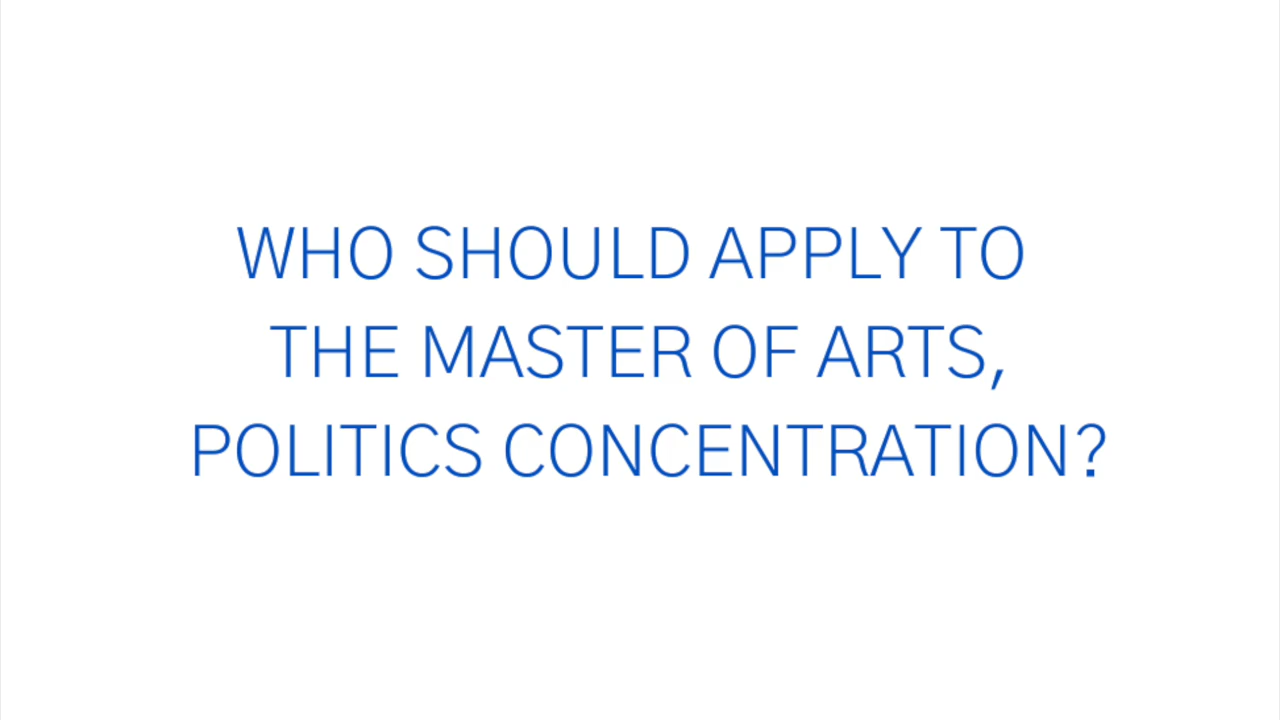 WHO SHOULD APPLY TO
THE MASTER OF ARTS,
POLITICS CONCENTRATION?